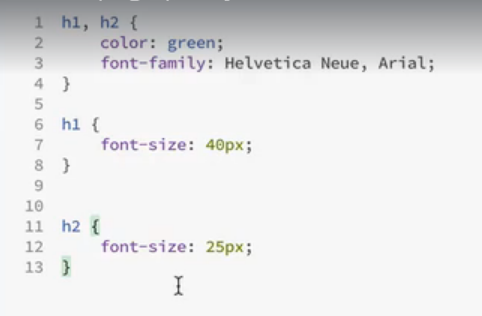 1 h1, h2 {
2 color: green;
3 font-family: Helvetica Neue, Arial;
4 }
5
6 h1 {
7 font-size: 40px;
8 }
9
10
11 h2 {
12 font-size: 25px;
13 }